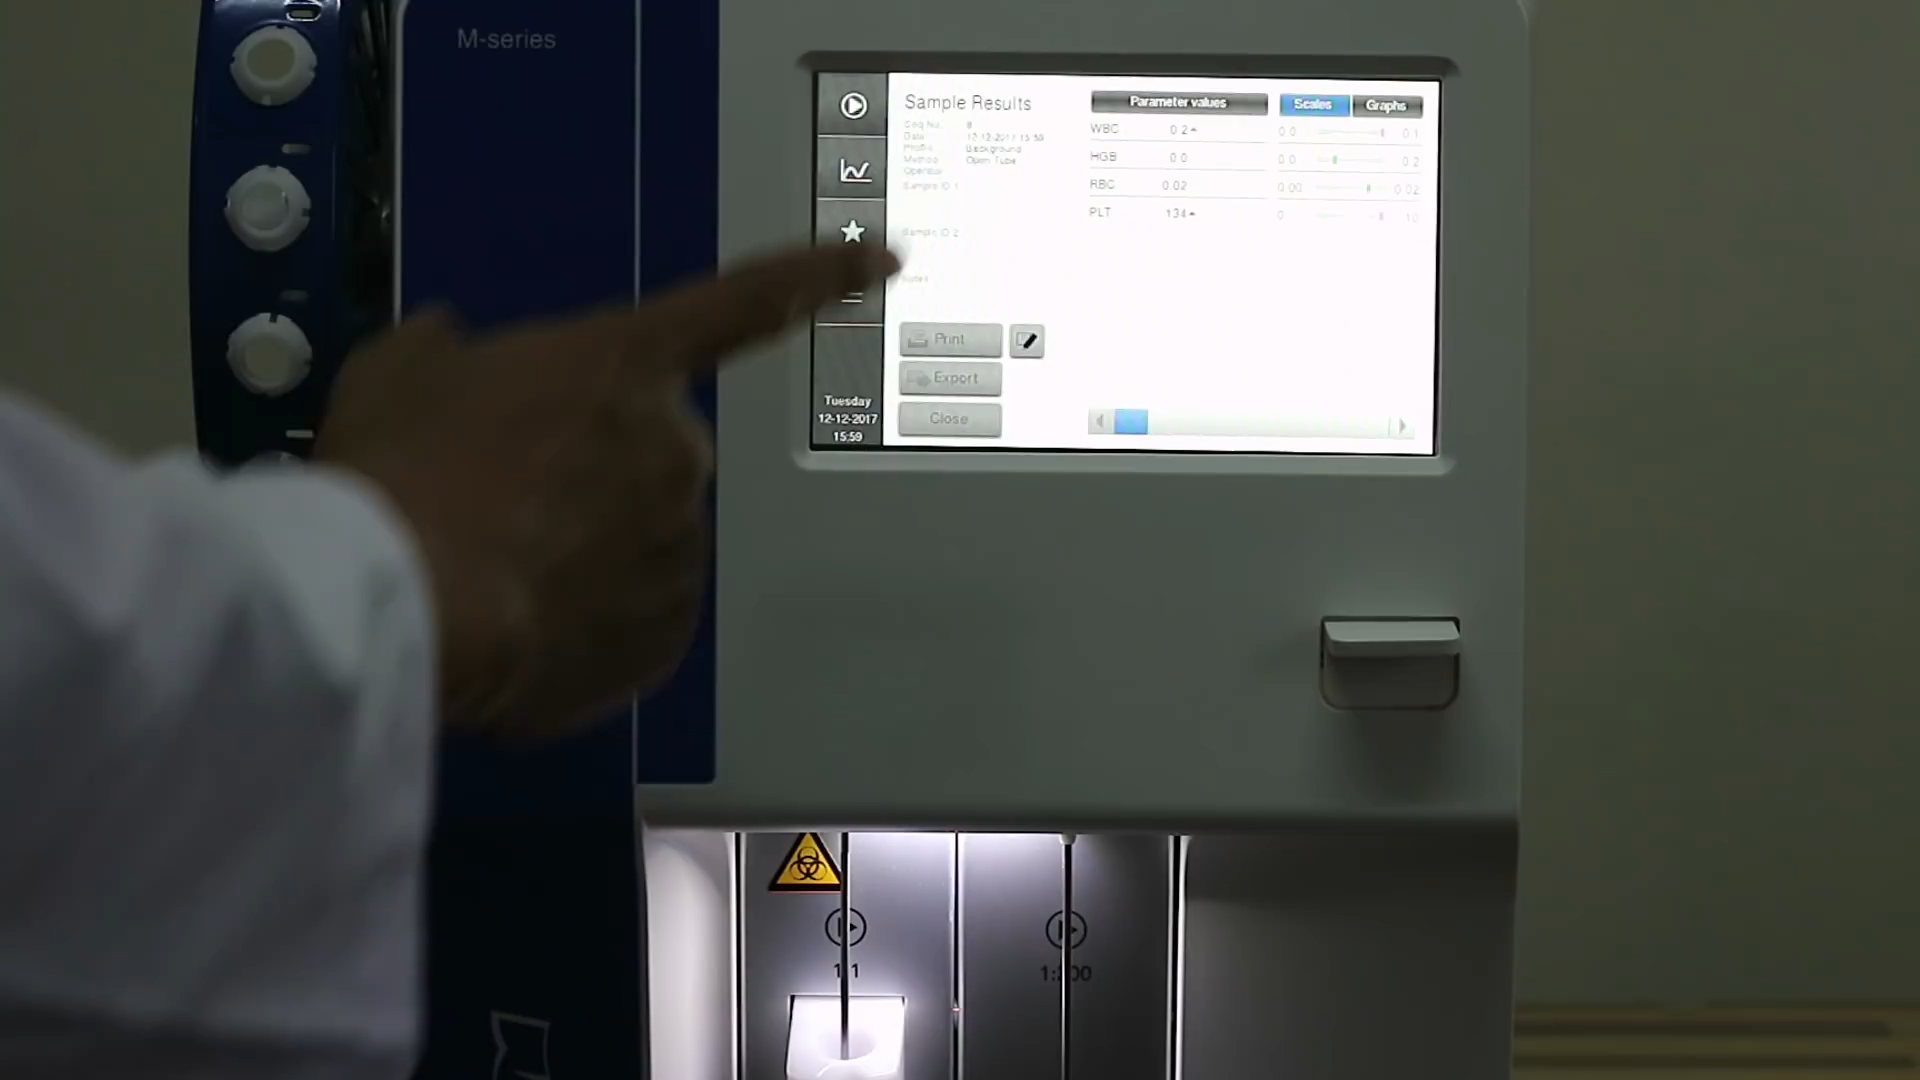 M-series
Sample Results
Seq No. 8
Date 12-12-2017 15:59
Profile Background
Method Open Tube
Operator
Sample ID 1
Sample ID 2
Notes
Print
Export
Close
Parameter values
Scales Graphs
WBC 0.2 0.0 0.1
HGB 0.0 0.0 0.2
RBC 0.02 0.00 0.02
PLT 134 0 10
Tuesday
12-12-2017
15:59
1:1
1:200